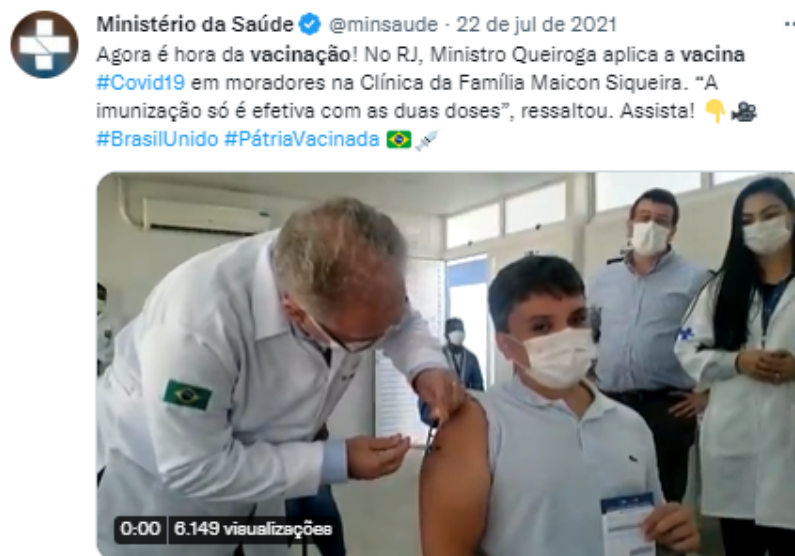 Ministério da Saúde @minsaude · 22 de jul de 2021
Agora é hora da vacinação! No RJ, Ministro Queiroga aplica a vacina
#Covid19 em moradores na Clínica da Família Maicon Siqueira. “A
imunização só é efetiva com as duas doses”, ressaltou. Assista! 👇🎥
#BrasilUnido #PátriaVacinada 🇧🇷💉
0:00 6.149 visualizações